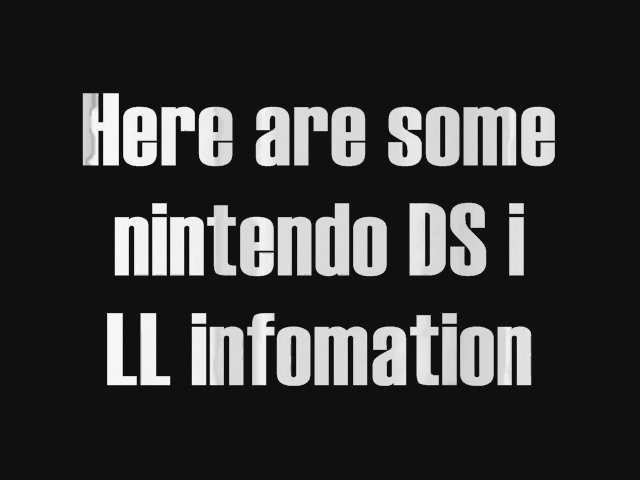 Here are some
nintendo DS i
LL infomation